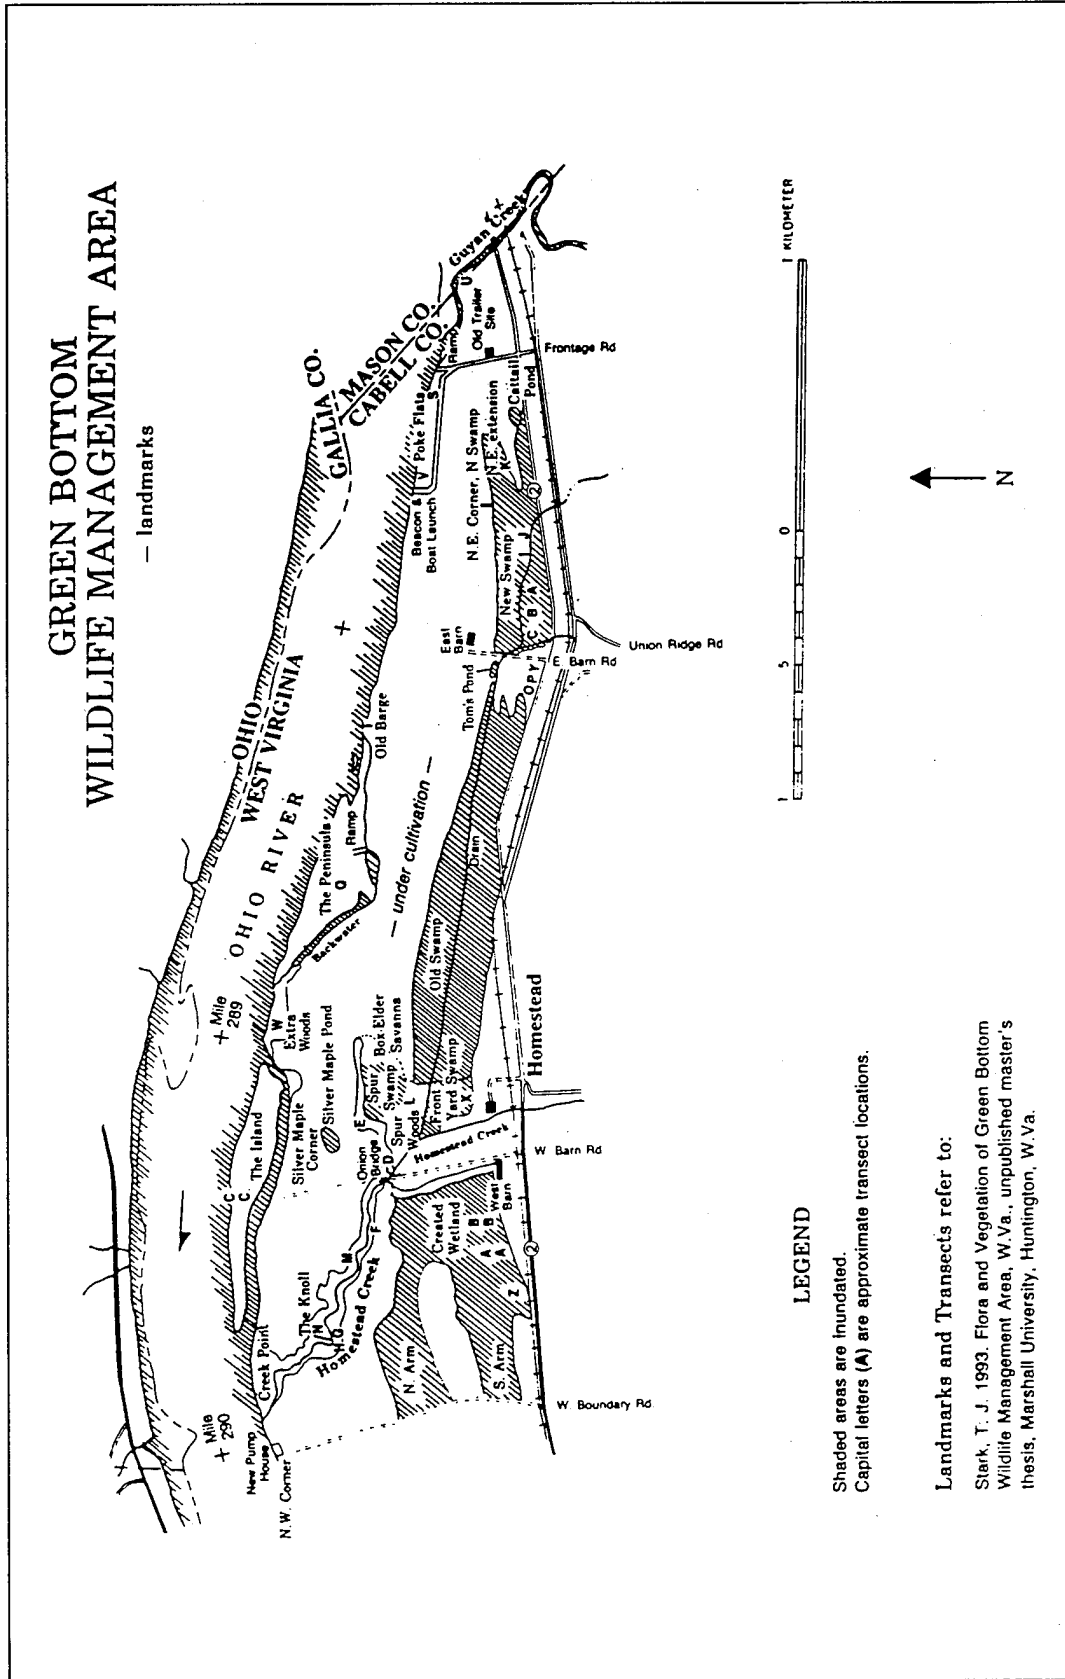 GREEN BOTTOM
WILDLIFE MANAGEMENT AREA
– landmarks
GALLIA CO.
MASON CO.
CABELL CO.
OHIO
WEST VIRGINIA
OHIO RIVER
Mile
290
Mile
289
New Pump
House
N.W. Corner
Creek Point
The Knoll
Homestead Creek
N
H
G
M
F
C
C
The Island
Silver Maple
Corner
Silver Maple Pond
W
Extra
Woods
Backwater
The Peninsula
Q
Ramp
Old Barge
— under cultivation —
Onion
Bridge
E
D
Spur
Swamp
Spur
Woods
Box-Elder
Savanna
L
Front
Yard Swamp
X
Old Swamp
Drain
Tom's Pond
East
Barn
O P Y
E. Barn Rd
Union Ridge Rd
Beacon &
Boat Launch
V
Poke Flats
S
Ramp
U
Guyan Creek
Old Trailer
Site
Frontage Rd
N.E. Corner, N Swamp
N.E. extension
K
Cattail
Pond
New Swamp
C B A
I J
2
Created
Wetland
N. Arm
S. Arm
A
A
B
B
Z
West
Barn
Homestead Creek
Homestead
W. Barn Rd
W. Boundary Rd
2
1
5
0
1 KILOMETER
N
LEGEND
Shaded areas are inundated.
Capital letters (A) are approximate transect locations.
Landmarks and Transects refer to:
Stark, T. J. 1993. Flora and Vegetation of Green Bottom
Wildlife Management Area, W.Va., unpublished master's
thesis, Marshall University, Huntington, W.Va.